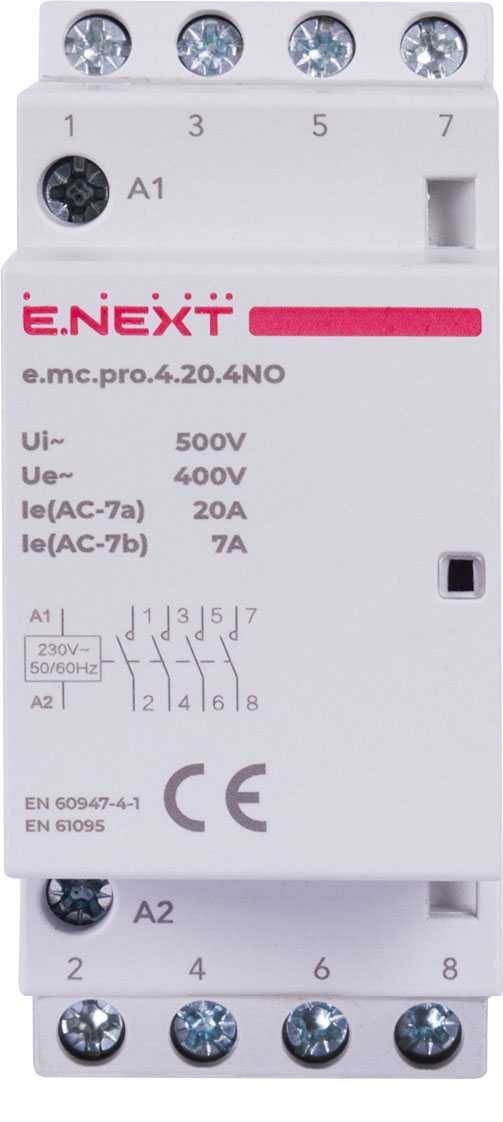 1 3 5 7
A1
E.NEXT
e.mc.pro.4.20.4NO
Ui~ 500V
Ue~ 400V
Ie(AC-7a) 20A
Ie(AC-7b) 7A
A1 1 3 5 7
230V~
50/60Hz
A2 2 4 6 8
CE
EN 60947-4-1
EN 61095
A2
2 4 6 8